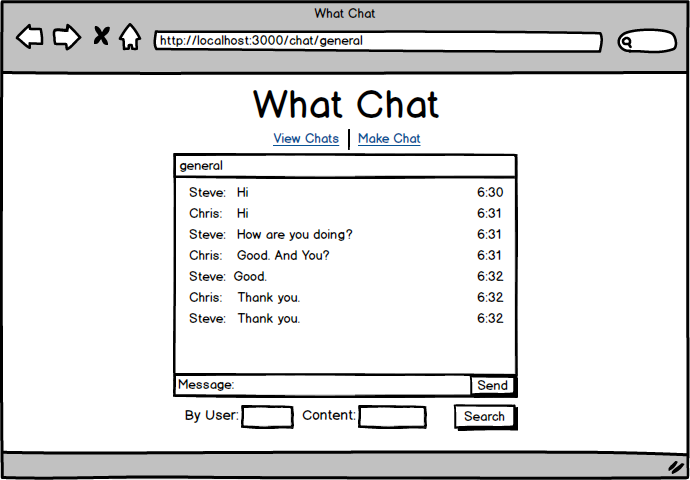 What Chat
http://localhost:3000/chat/general
What Chat
View Chats Make Chat
general
Steve: Hi 6:30
Chris: Hi 6:31
Steve: How are you doing? 6:31
Chris: Good. And You? 6:31
Steve: Good. 6:32
Chris: Thank you. 6:32
Steve: Thank you. 6:32
Message: Send
By User: Content: Search